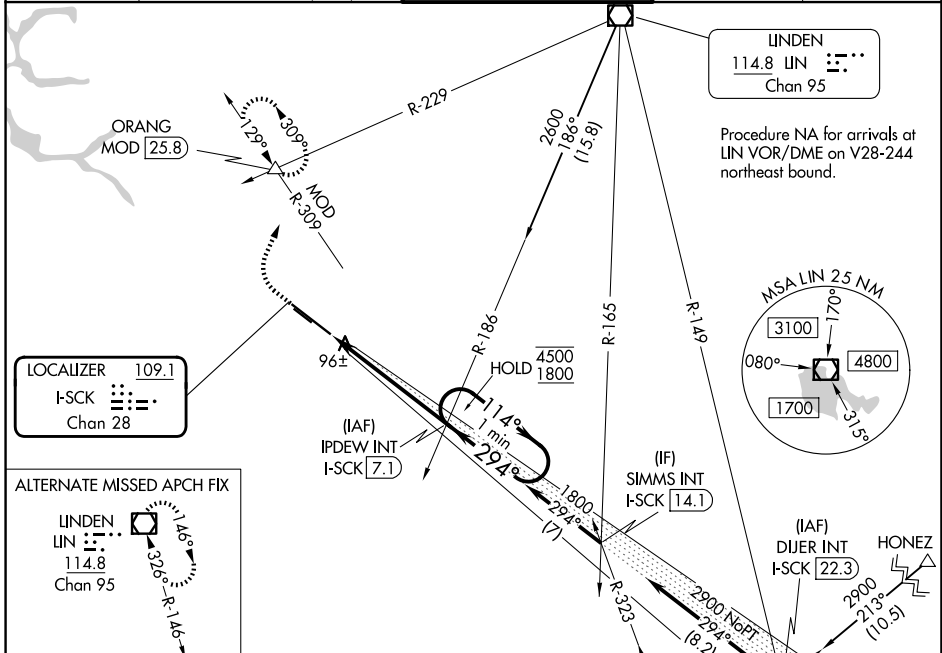 LINDEN
114.8 LIN
Chan 95
Procedure NA for arrivals at
LIN VOR/DME on V28-244
northeast bound.
R-229
2600
186°
(15.8)
ORANG
MOD 25.8
129°
309°
MOD
R-309
R-186
R-165
R-149
MSA LIN 25 NM
3100
170°
080°
4800
1700
315°
LOCALIZER 109.1
I-SCK
Chan 28
96±
HOLD 4500
1800
114°
1 min
294°
(IAF)
IPDEW INT
I-SCK 7.1
(IF)
SIMMS INT
I-SCK 14.1
1800
294°
(7)
R-323
(IAF)
DIJER INT
I-SCK 22.3
HONEZ
2900
213°
(10.5)
2900 NoPT
294°
(8.2)
ALTERNATE MISSED APCH FIX
LINDEN
LIN
114.8
Chan 95
146°
326°
R-146